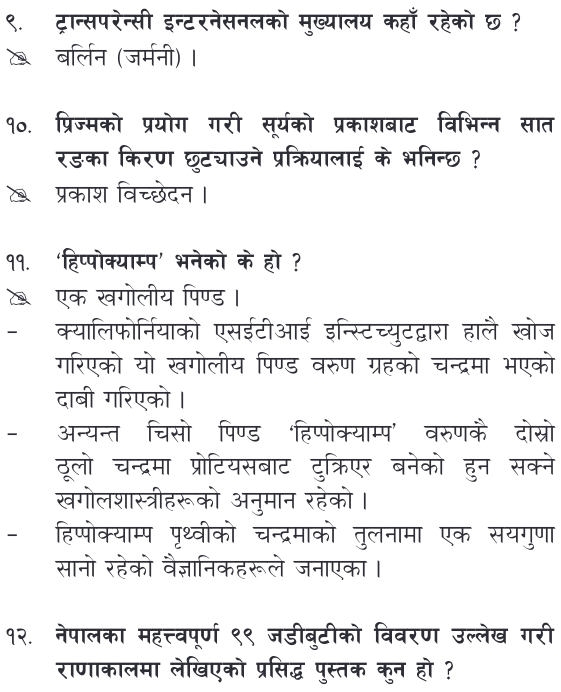 ९. ट्रान्सपरेन्सी इन्टरनेसनलको मुख्यालय कहाँ रहेको छ ?
बर्लिन (जर्मनी) ।
१०. प्रिज्मको प्रयोग गरी सूर्यको प्रकाशबाट विभिन्न सात
रङका किरण छुट्याउने प्रक्रियालाई के भनिन्छ ?
प्रकाश विच्छेदन ।
११. ‘हिप्पोक्याम्प’ भनेको के हो ?
एक खगोलीय पिण्ड ।
– क्यालिफोर्नियाको एसईटीआई इन्स्टिच्युटद्वारा हालै खोज
गरिएको यो खगोलीय पिण्ड वरुण ग्रहको चन्द्रमा भएको
दाबी गरिएको ।
– अन्यन्त चिसो पिण्ड ‘हिप्पोक्याम्प’ वरुणकै दोस्रो
ठूलो चन्द्रमा प्रोटियसबाट टुक्रिएर बनेको हुन सक्ने
खगोलशास्त्रीहरूको अनुमान रहेको ।
– हिप्पोक्याम्प पृथ्वीको चन्द्रमाको तुलनामा एक सयगुणा
सानो रहेको वैज्ञानिकहरूले जनाएका ।
१२. नेपालका महत्त्वपूर्ण ९९ जडीबुटीको विवरण उल्लेख गरी
राणाकालमा लेखिएको प्रसिद्ध पुस्तक कुन हो ?